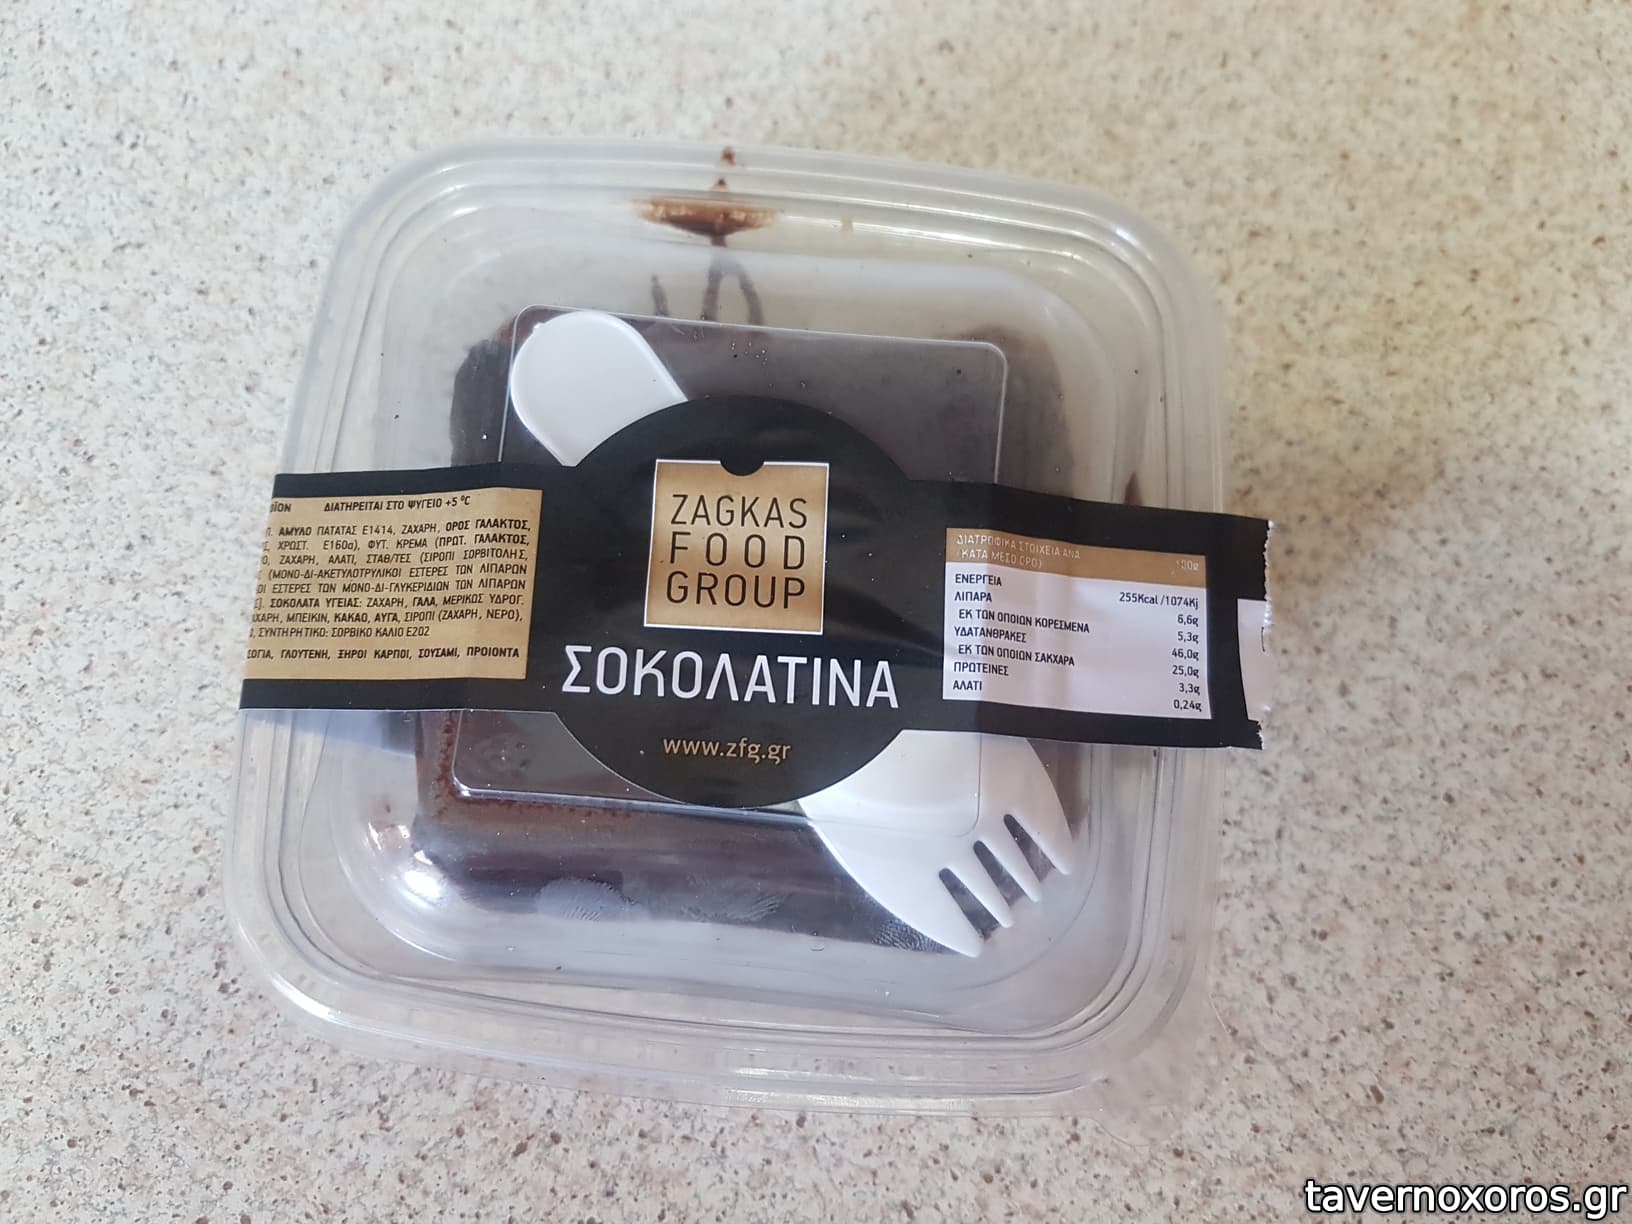 ΔΙΑΤΗΡΕΙΤΑΙ ΣΤΟ ΨΥΓΕΙΟ +5 °C
ΑΜΥΛΟ ΠΑΤΑΤΑΣ Ε1414, ΖΑΧΑΡΗ, ΟΡΟΣ ΓΑΛΑΚΤΟΣ,
ΧΡΩΣΤ. Ε160α), ΦΥΤ. ΚΡΕΜΑ (ΠΡΩΤ. ΓΑΛΑΚΤΟΣ,
ΖΑΧΑΡΗ, ΑΛΑΤΙ, ΣΤΑΘ/ΤΕΣ (ΣΙΡΟΠΙ ΣΟΡΒΙΤΟΛΗΣ,
(ΜΟΝΟ-ΔΙ-ΑΚΕΤΥΛΟΤΡΥΛΙΚΟΙ ΕΣΤΕΡΕΣ ΤΩΝ ΛΙΠΑΡΩΝ
ΕΣΤΕΡΕΣ ΤΩΝ ΜΟΝΟ-ΔΙ-ΓΛΥΚΕΡΙΔΙΩΝ ΤΩΝ ΛΙΠΑΡΩΝ
ΣΟΚΟΛΑΤΑ ΥΓΕΙΑΣ: ΖΑΧΑΡΗ, ΓΑΛΑ, ΜΕΡΙΚΩΣ ΥΔΡΟΓ.
ΜΠΕΙΚΙΝ, ΚΑΚΑΟ, ΑΥΓΑ, ΣΙΡΟΠΙ (ΖΑΧΑΡΗ, ΝΕΡΟ),
ΣΥΝΤΗΡΗΤΙΚΟ: ΣΟΡΒΙΚΟ ΚΑΛΙΟ Ε202
ΓΛΟΥΤΕΝΗ, ΞΗΡΟΙ ΚΑΡΠΟΙ, ΣΟΥΣΑΜΙ, ΠΡΟΙΟΝΤΑ
ZAGKAS
FOOD
GROUP
ΣΟΚΟΛΑΤΙΝΑ
www.zfg.gr
ΔΙΑΤΡΟΦΙΚΑ ΣΤΟΙΧΕΙΑ ΑΝΑ 100g
(ΚΑΤΑ ΜΕΣΟ ΟΡΟ)
ΕΝΕΡΓΕΙΑ 255Kcal /1074Kj
ΛΙΠΑΡΑ 6,6g
ΕΚ ΤΩΝ ΟΠΟΙΩΝ ΚΟΡΕΣΜΕΝΑ 5,3g
ΥΔΑΤΑΝΘΡΑΚΕΣ 46,0g
ΕΚ ΤΩΝ ΟΠΟΙΩΝ ΣΑΚΧΑΡΑ 25,0g
ΠΡΩΤΕΙΝΕΣ 3,3g
ΑΛΑΤΙ 0,24g
tavernoxoros.gr